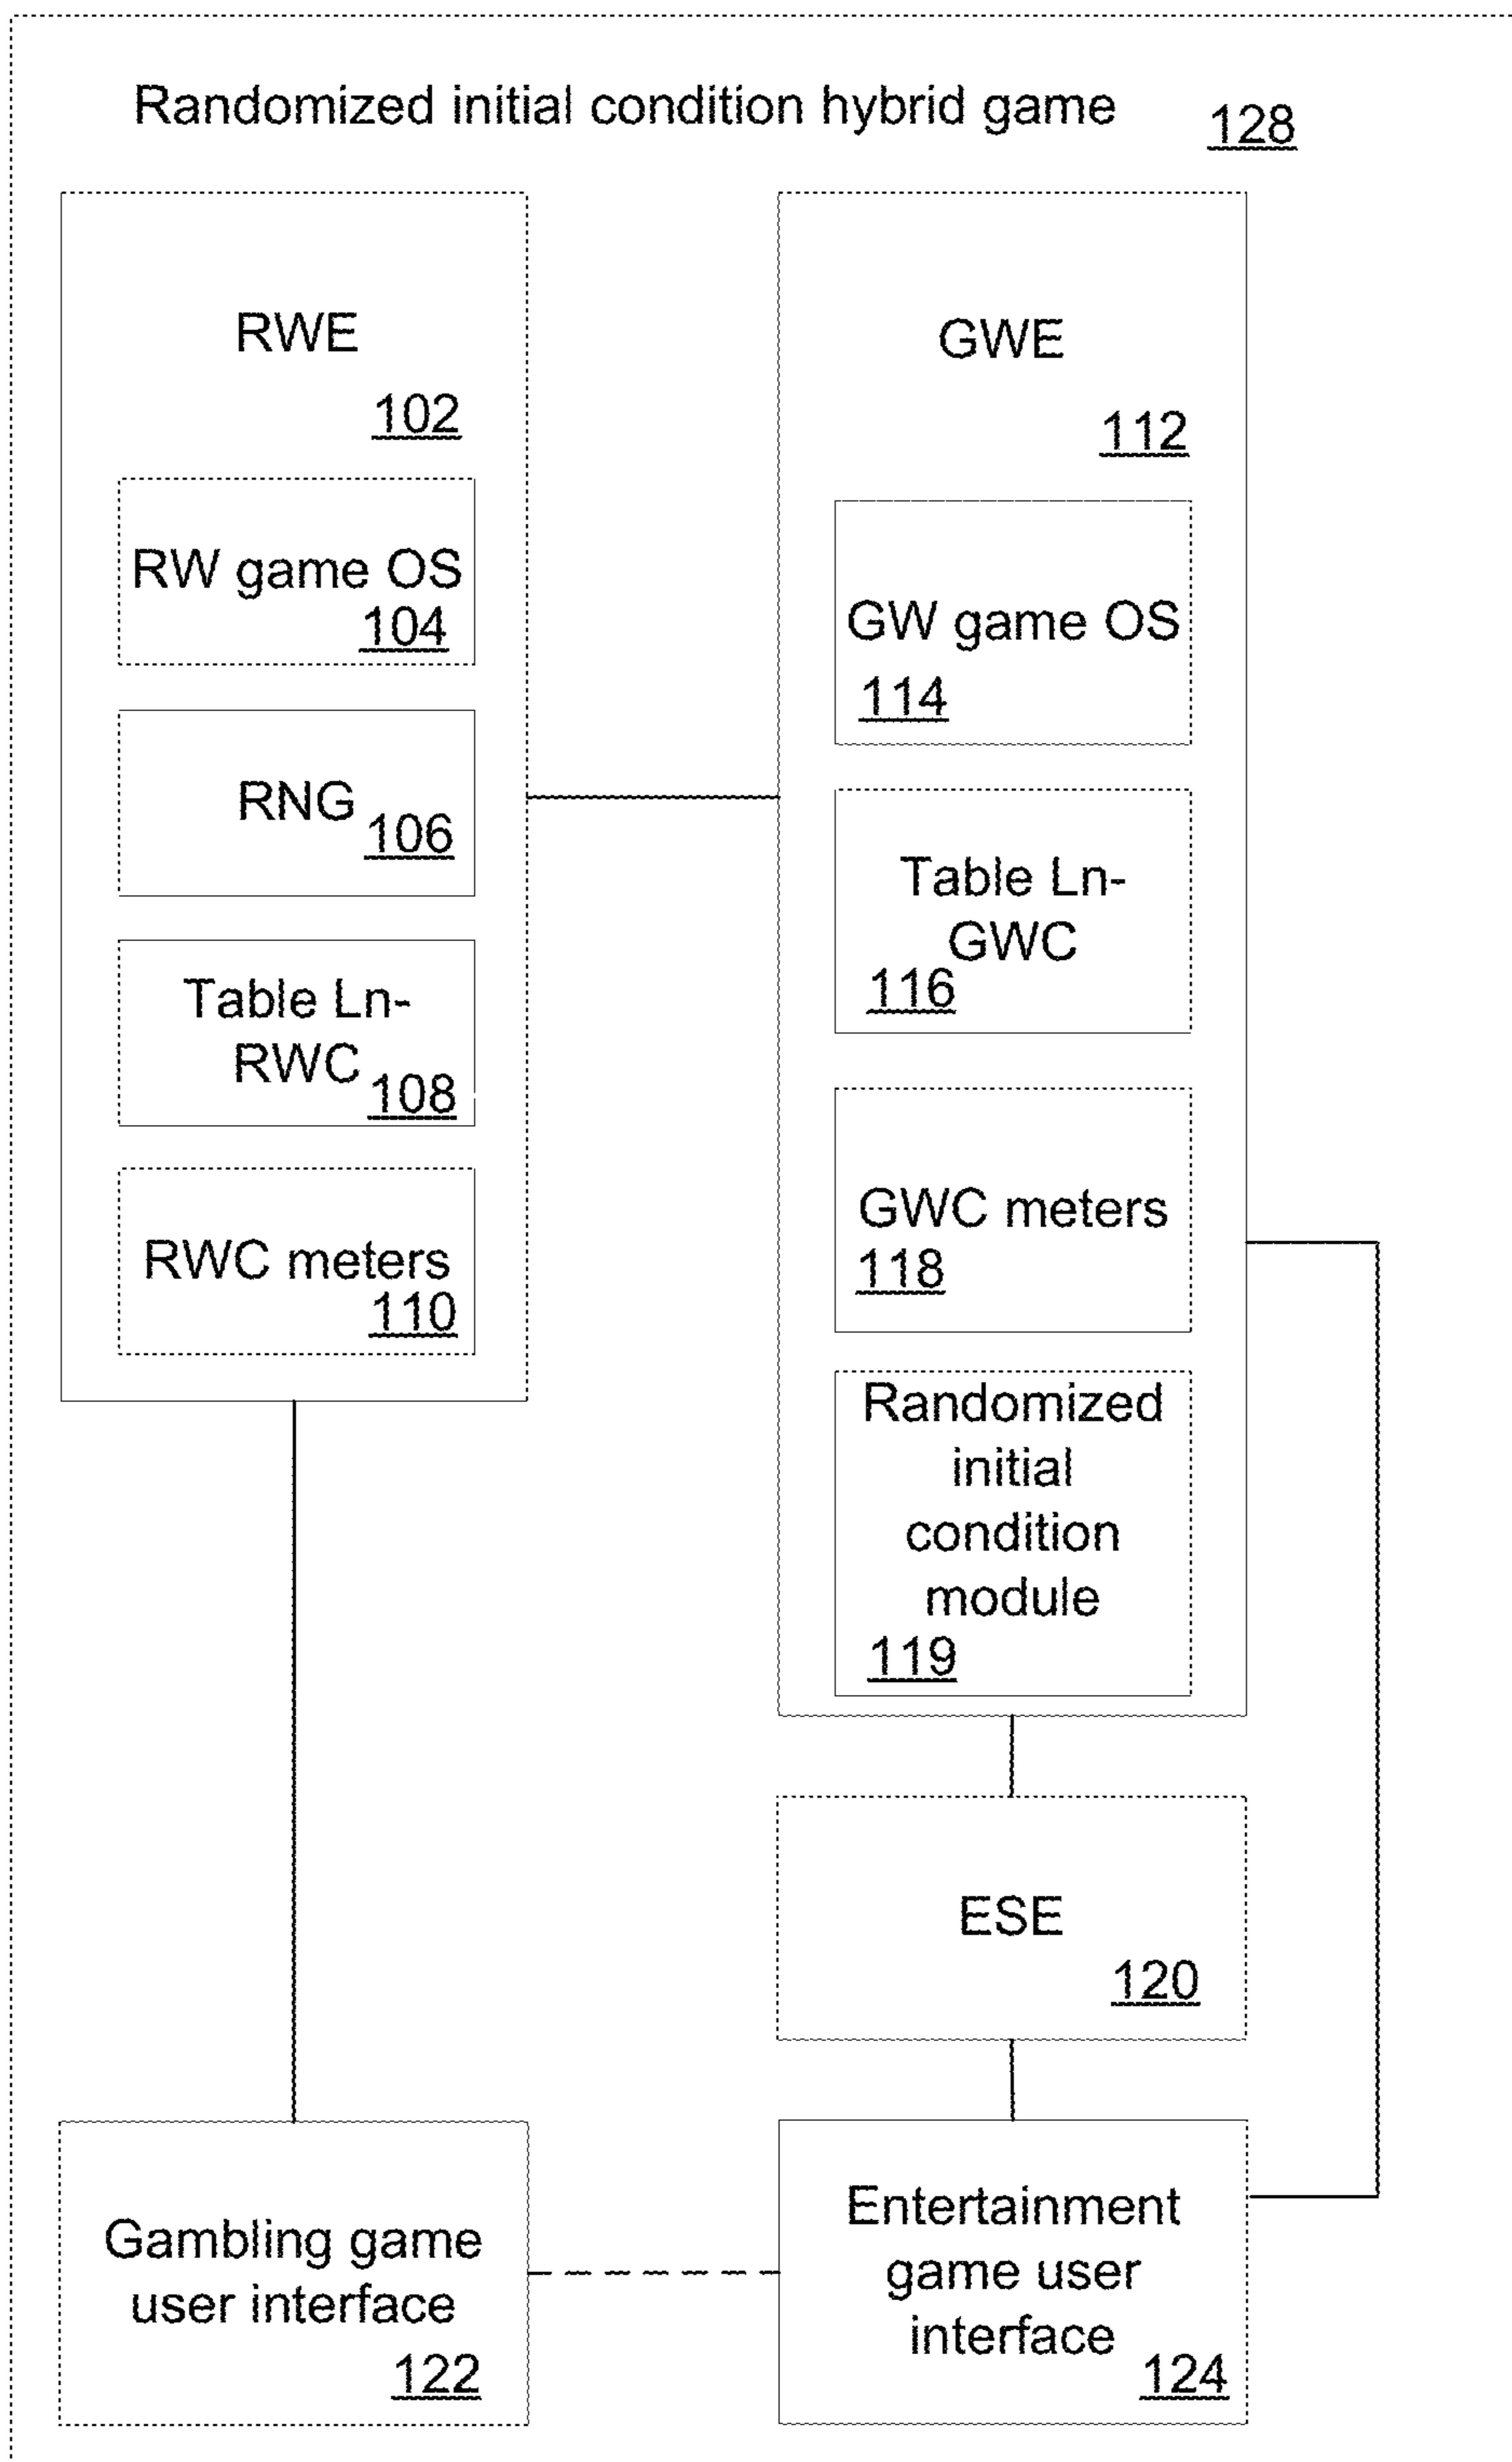 Randomized initial condition hybrid game
128
RWE
102
RW game OS
104
RNG
106
Table Ln-
RWC
108
RWC meters
110
GWE
112
GW game OS
114
Table Ln-
GWC
116
GWC meters
118
Randomized
initial
condition
module
119
ESE
120
Gambling game
user interface
122
Entertainment
game user
interface
124